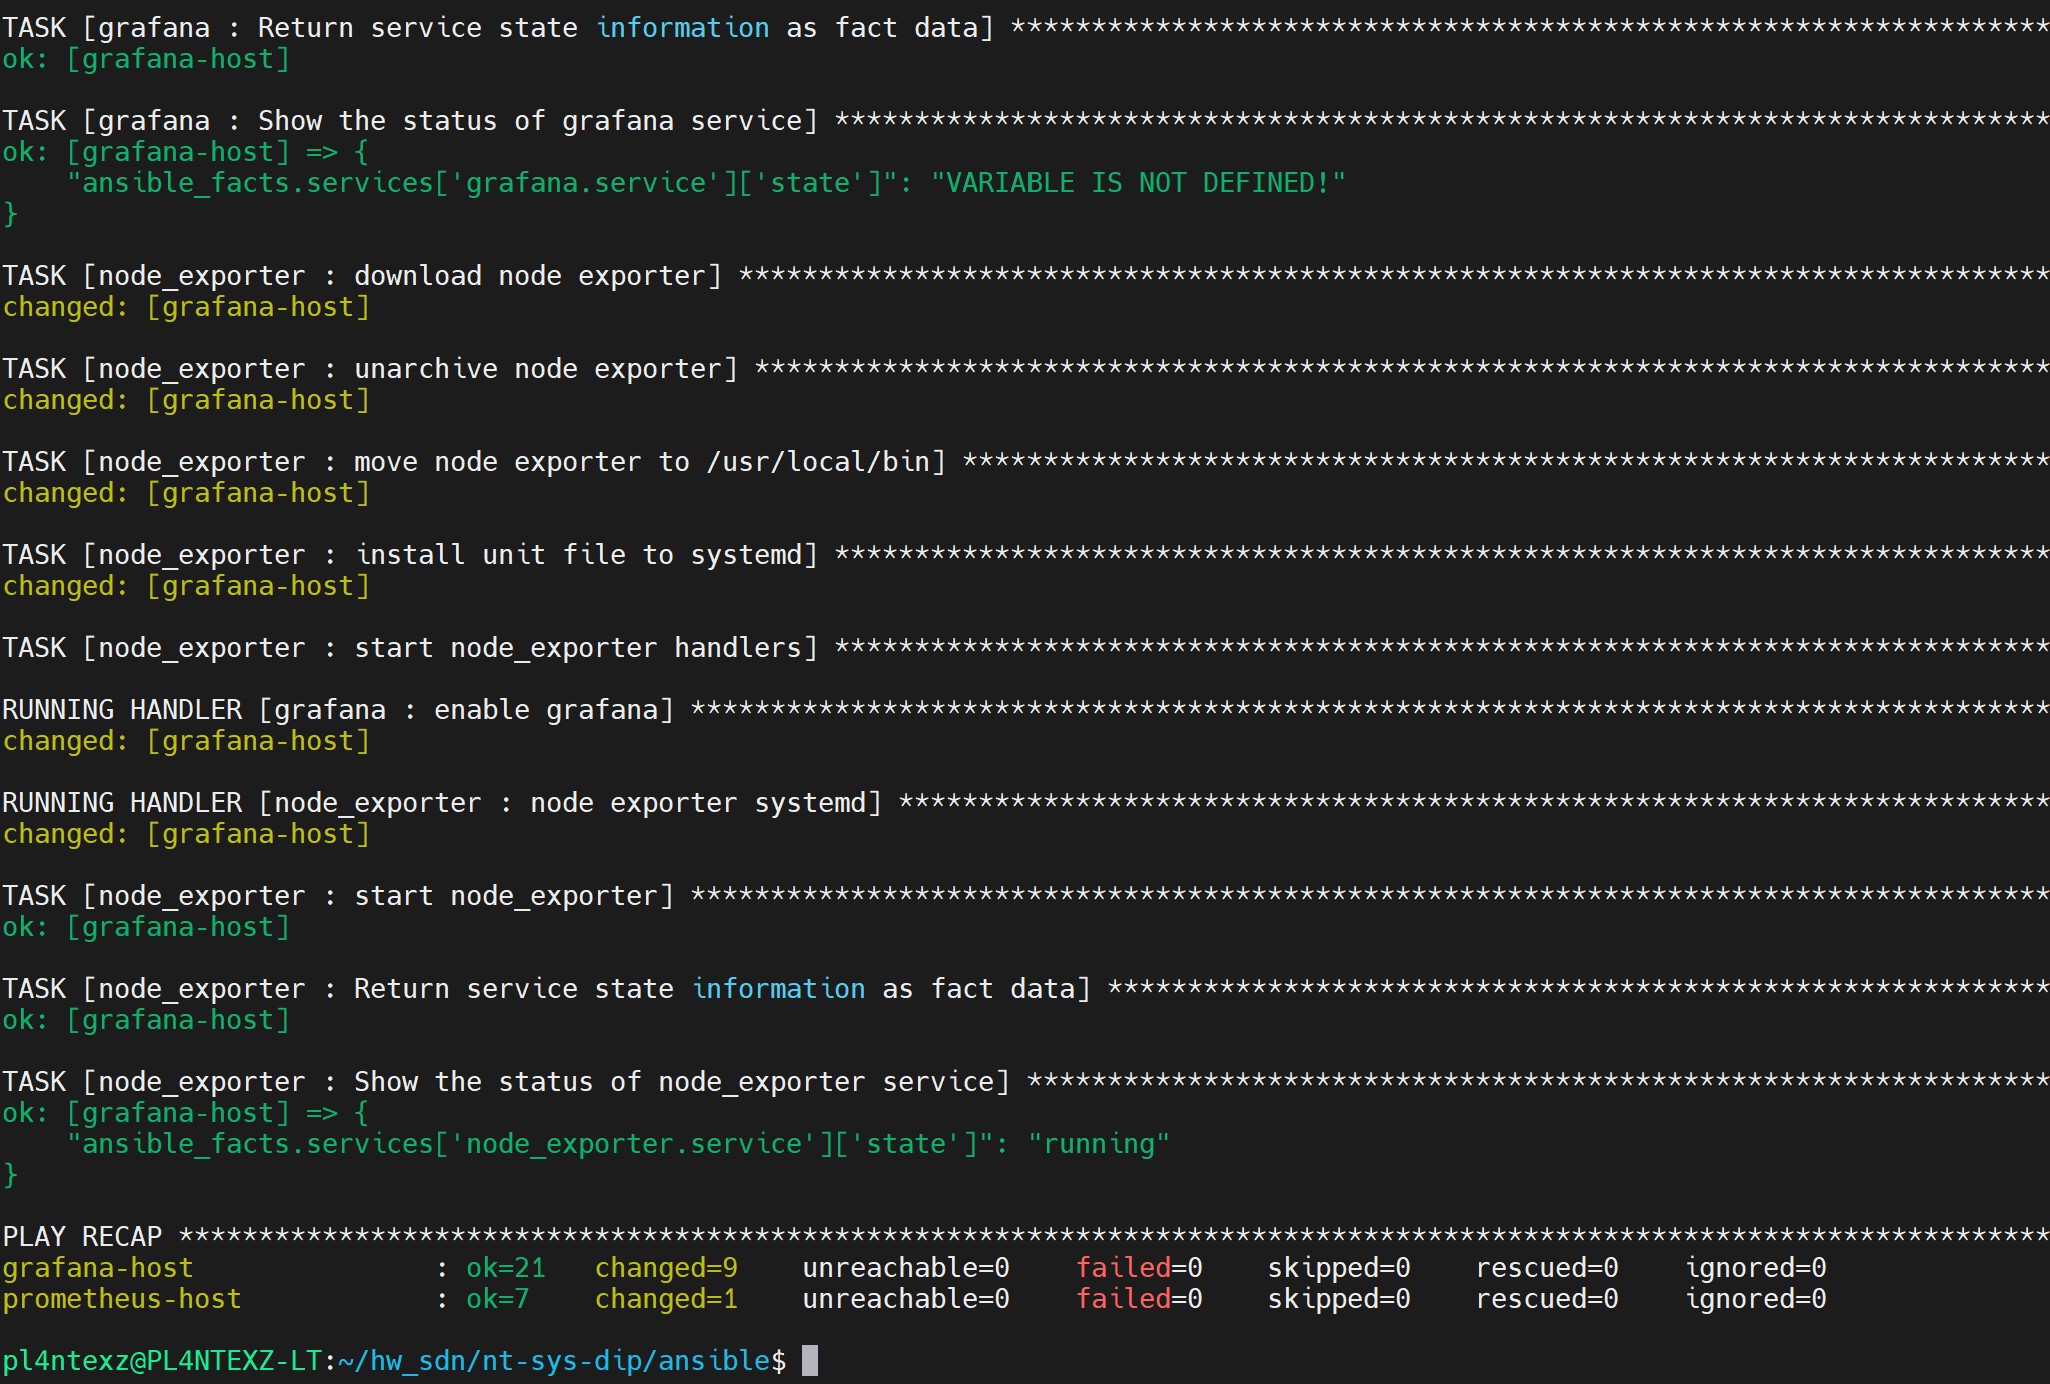 TASK [grafana : Return service state information as fact data] *****************************************************************
ok: [grafana-host]
TASK [grafana : Show the status of grafana service] ****************************************************************************
ok: [grafana-host] => {
    "ansible_facts.services['grafana.service']['state']": "VARIABLE IS NOT DEFINED!"
}
TASK [node_exporter : download node exporter] **********************************************************************************
changed: [grafana-host]
TASK [node_exporter : unarchive node exporter] *********************************************************************************
changed: [grafana-host]
TASK [node_exporter : move node exporter to /usr/local/bin] ********************************************************************
changed: [grafana-host]
TASK [node_exporter : install unit file to systemd] ****************************************************************************
changed: [grafana-host]
TASK [node_exporter : start node_exporter handlers] ****************************************************************************
RUNNING HANDLER [grafana : enable grafana] *************************************************************************************
changed: [grafana-host]
RUNNING HANDLER [node_exporter : node exporter systemd] ************************************************************************
changed: [grafana-host]
TASK [node_exporter : start node_exporter] *************************************************************************************
ok: [grafana-host]
TASK [node_exporter : Return service state information as fact data] ***********************************************************
ok: [grafana-host]
TASK [node_exporter : Show the status of node_exporter service] ****************************************************************
ok: [grafana-host] => {
    "ansible_facts.services['node_exporter.service']['state']": "running"
}
PLAY RECAP *********************************************************************************************************************
grafana-host               : ok=21   changed=9    unreachable=0    failed=0    skipped=0    rescued=0    ignored=0
prometheus-host            : ok=7    changed=1    unreachable=0    failed=0    skipped=0    rescued=0    ignored=0
pl4ntexz@PL4NTEXZ-LT:~/hw_sdn/nt-sys-dip/ansible$